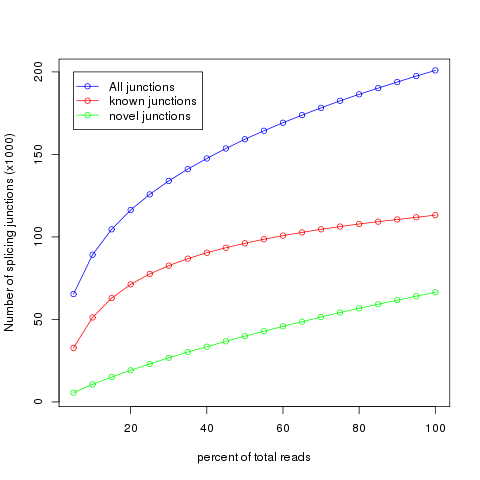 All junctions
known junctions
novel junctions
Number of splicing junctions (x1000)
200
150
100
50
0
20 40 60 80 100
percent of total reads